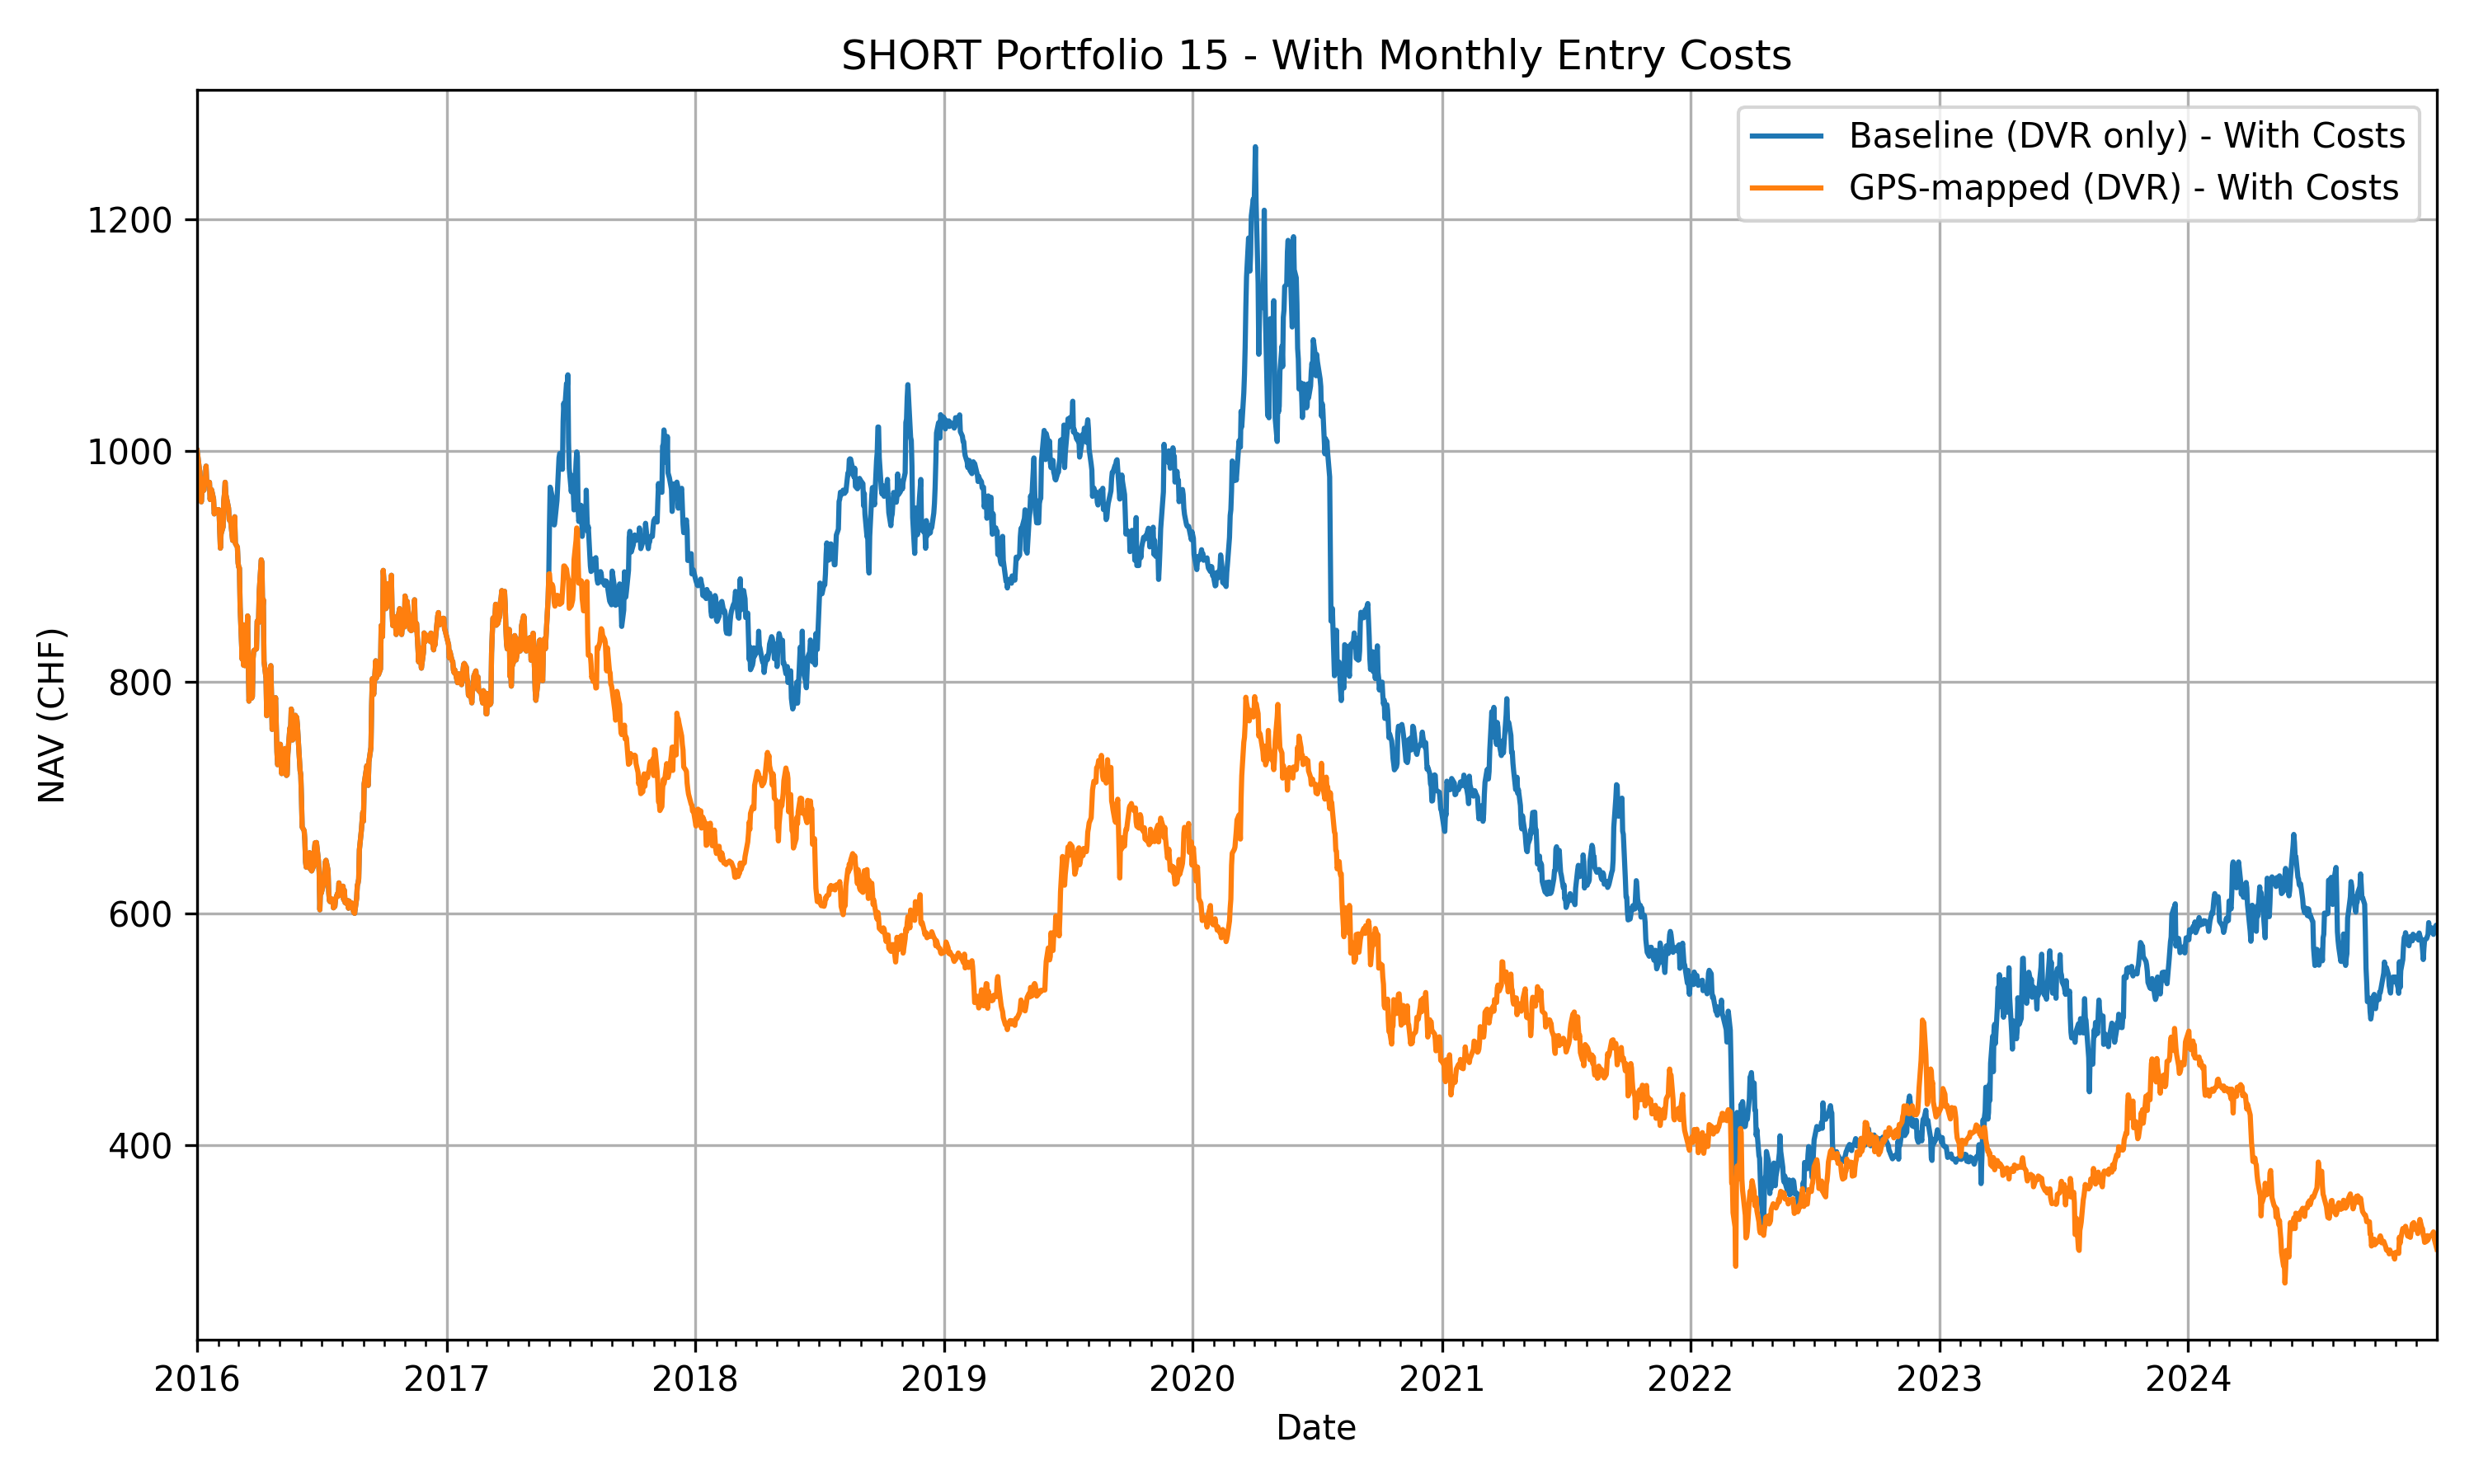 SHORT Portfolio 15 - With Monthly Entry Costs
Baseline (DVR only) - With Costs
GPS-mapped (DVR) - With Costs
NAV (CHF)
1200
1000
800
600
400
2016 2017 2018 2019 2020 2021 2022 2023 2024
Date